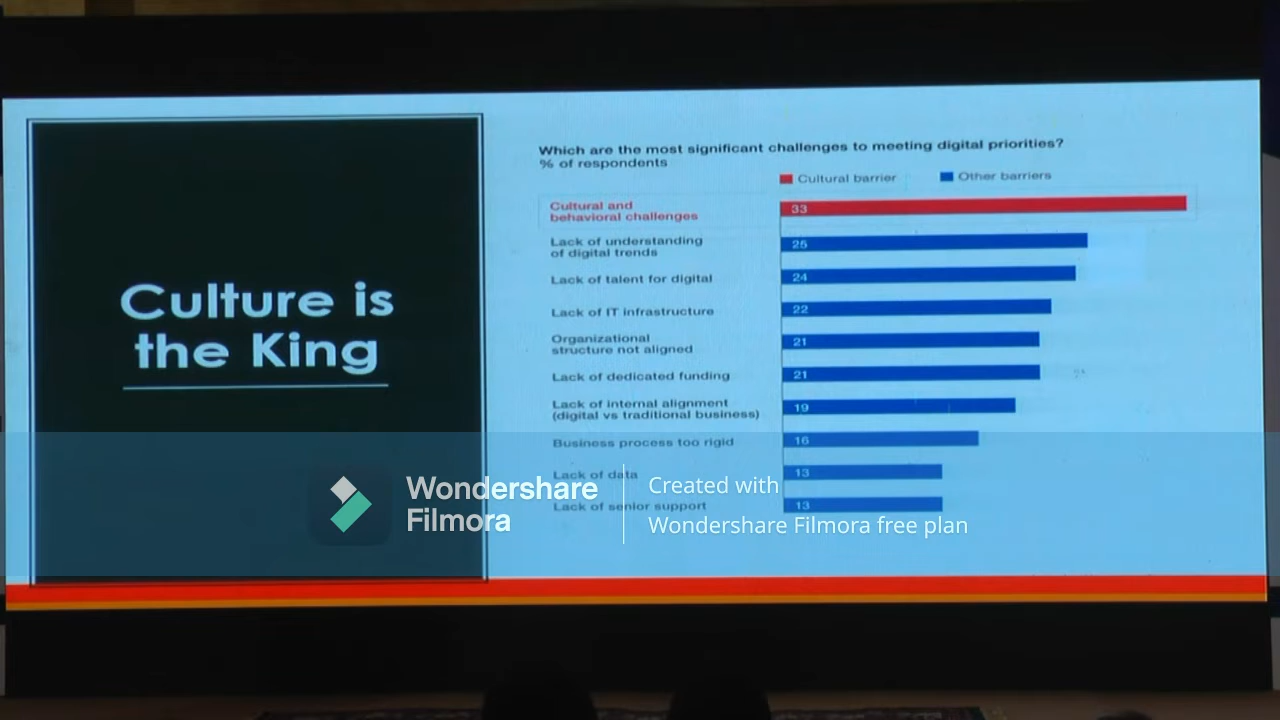 Culture is
the King
Which are the most significant challenges to meeting digital priorities?
% of respondents
Cultural barrier
Other barriers
Cultural and
behavioral challenges
33
Lack of understanding
of digital trends
25
Lack of talent for digital
24
Lack of IT infrastructure
22
Organizational
structure not aligned
21
Lack of dedicated funding
21
Lack of internal alignment
(digital vs traditional business)
19
Business process too rigid
16
Lack of data
13
Lack of senior support
13
Wondershare
Filmora
Created with
Wondershare Filmora free plan